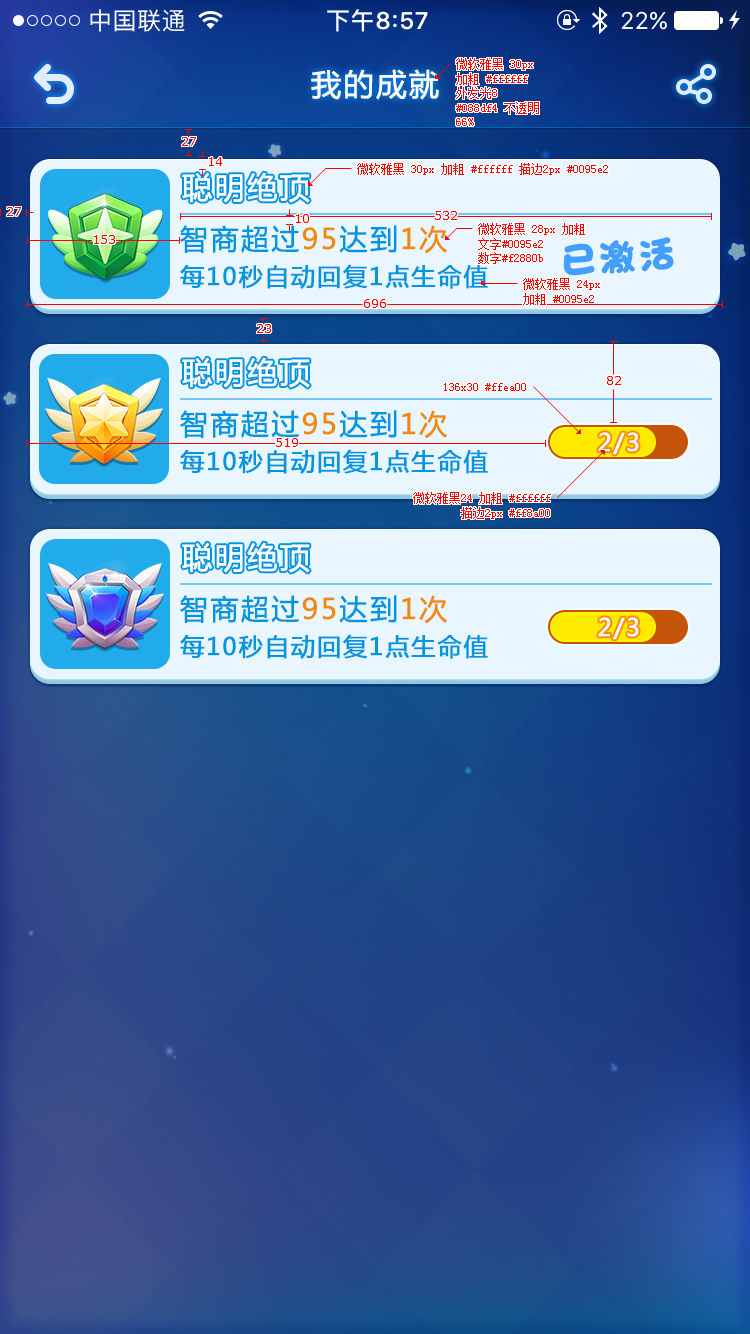 中国联通 下午8:57 22%
我的成就
微软雅黑 30px
加粗 #ffffff
外发光8
#088df4 不透明
66%
27
14
27
聪明绝顶
微软雅黑 30px 加粗 #ffffff 描边2px #0095e2
532
10
153
智商超过95达到1次
微软雅黑 28px 加粗
文字#0095e2
数字#f2880b
已激活
每10秒自动回复1点生命值
微软雅黑 24px
加粗 #0095e2
696
23
聪明绝顶
136x30 #ffea00
82
智商超过95达到1次
519
2/3
每10秒自动回复1点生命值
微软雅黑24 加粗 #ffffff
描边2px #ff8a00
聪明绝顶
智商超过95达到1次
2/3
每10秒自动回复1点生命值